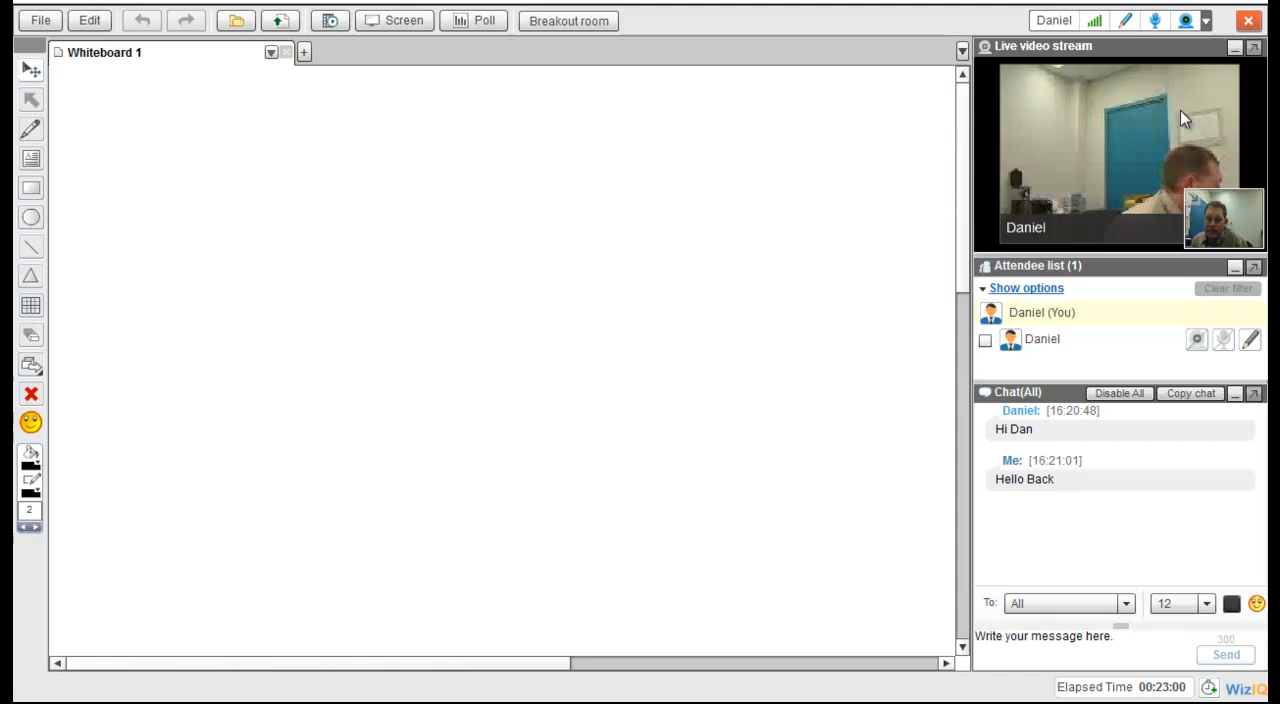 File Edit Screen Poll Breakout room Daniel
Whiteboard 1
Live video stream
Daniel
Attendee list (1)
Show options Clear filter
Daniel (You)
Daniel
Chat(All) Disable All Copy chat
Daniel: [16:20:48]
Hi Dan
Me: [16:21:01]
Hello Back
2
To: All 12
Write your message here.
300
Send
Elapsed Time 00:23:00 WizIQ